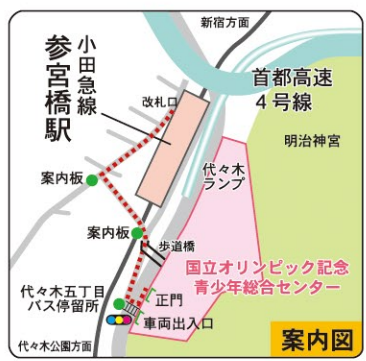 新宿方面
小田急線
参宮橋駅
改札口
首都高速
4号線
明治神宮
代々木
ランプ
案内板
案内板
歩道橋
国立オリンピック記念
青少年総合センター
代々木五丁目
バス停留所
正門
車両出入口
代々木公園方面
案内図